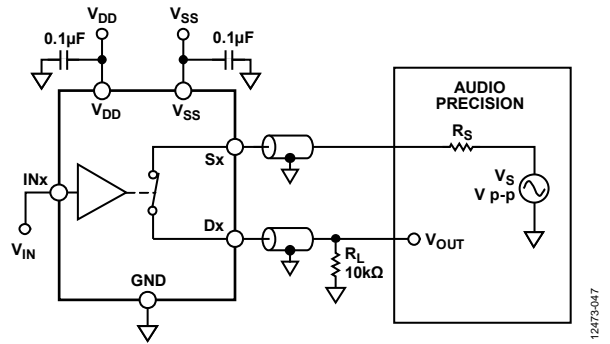 VDD
VSS
0.1µF
0.1µF
VDD
VSS
AUDIO
PRECISION
RS
Sx
VS
V p-p
INx
Dx
VOUT
VIN
RL
10kΩ
GND
12473-047